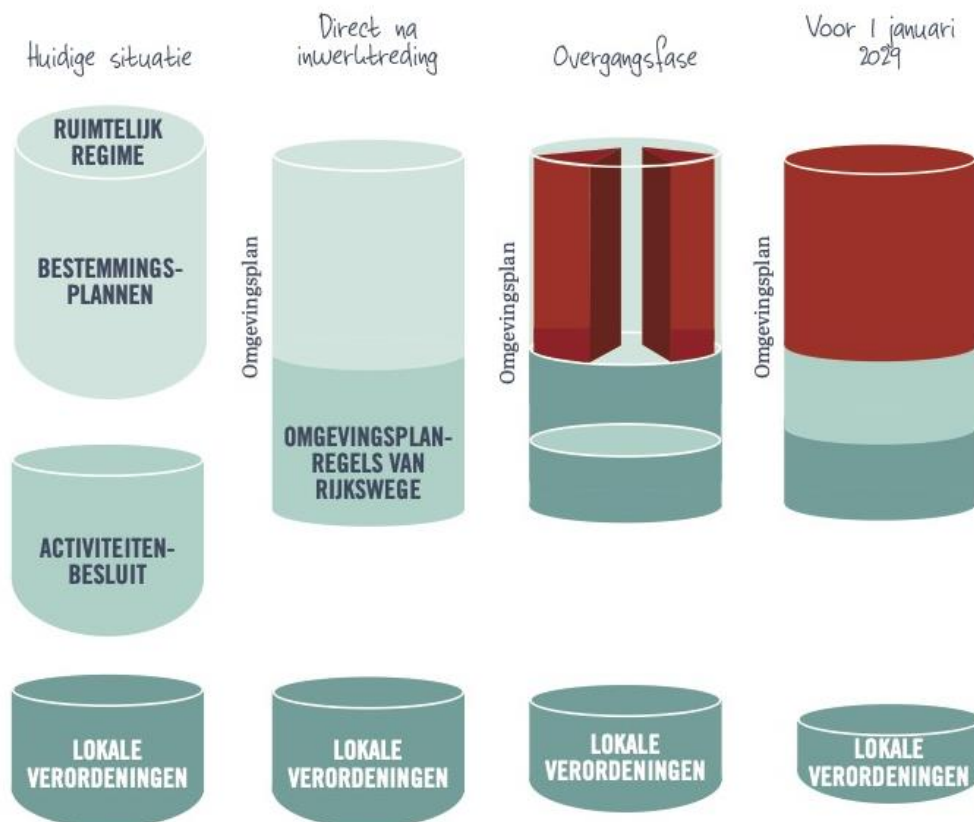 Huidige situatie
Direct na
inwerktreding
Overgangsfase
Voor 1 januari
2029
RUIMTELIJK
REGIME
BESTEMMINGS-
PLANNEN
ACTIVITEITEN-
BESLUIT
LOKALE
VERORDENINGEN
Omgevingsplan
OMGEVINGSPLAN-
REGELS VAN
RIJKSWEGE
LOKALE
VERORDENINGEN
Omgevingsplan
LOKALE
VERORDENINGEN
Omgevingsplan
LOKALE
VERORDENINGEN